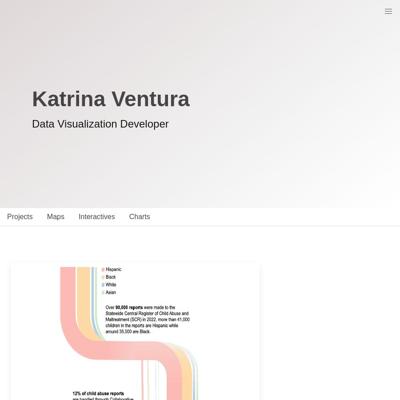 Katrina Ventura
Data Visualization Developer
Projects Maps Interactives Charts
Hispanic
Black
White
Asian
Over 90,000 reports were made to the
Statewide Central Register of Child Abuse and
Maltreatment (SCR) in 2022, more than 41,000
children in the reports are Hispanic while
around 35,000 are Black.
12% of child abuse reports
are handled through Collaborative